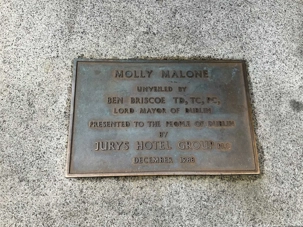 MOLLY MALONE
UNVEILED BY
BEN BRISCOE TD, TC, PC,
LORD MAYOR OF DUBLIN
PRESENTED TO THE PEOPLE OF DUBLIN
BY
JURYS HOTEL GROUP
DECEMBER 1988